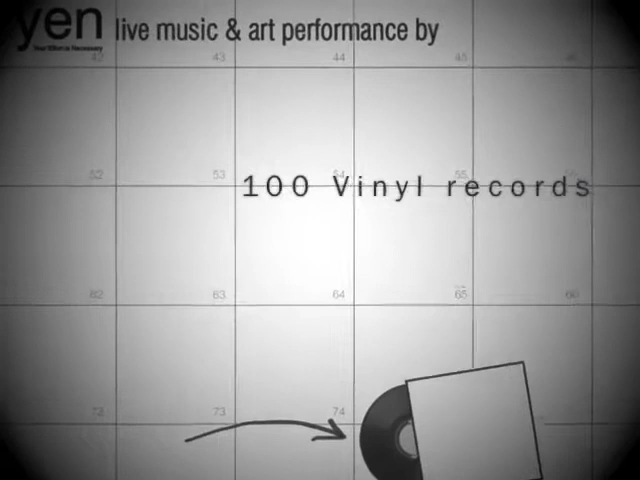 yen live music & art performance by
42 43 44 45 46
52 53 54 55
100 Vinyl records
62 63 64 65
72 73 74